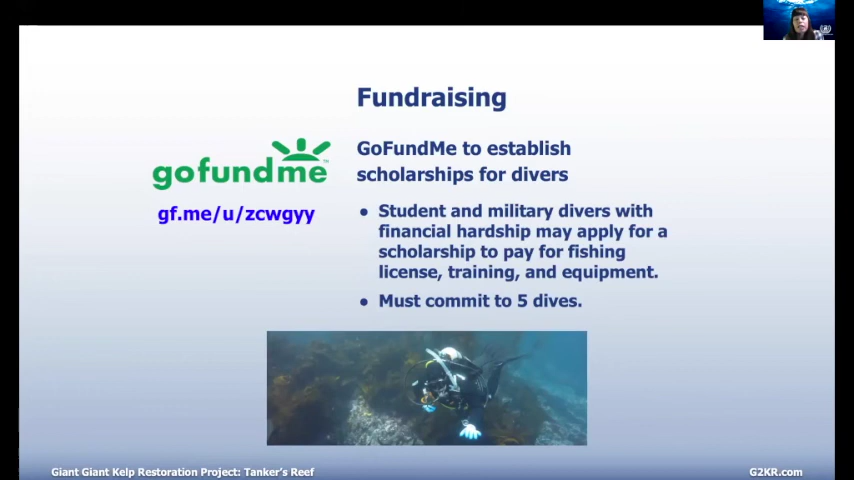 Fundraising
gofundme™
gf.me/u/zcwgyy
GoFundMe to establish
scholarships for divers
● Student and military divers with
financial hardship may apply for a
scholarship to pay for fishing
license, training, and equipment.
● Must commit to 5 dives.
Giant Giant Kelp Restoration Project: Tanker's Reef
G2KR.com